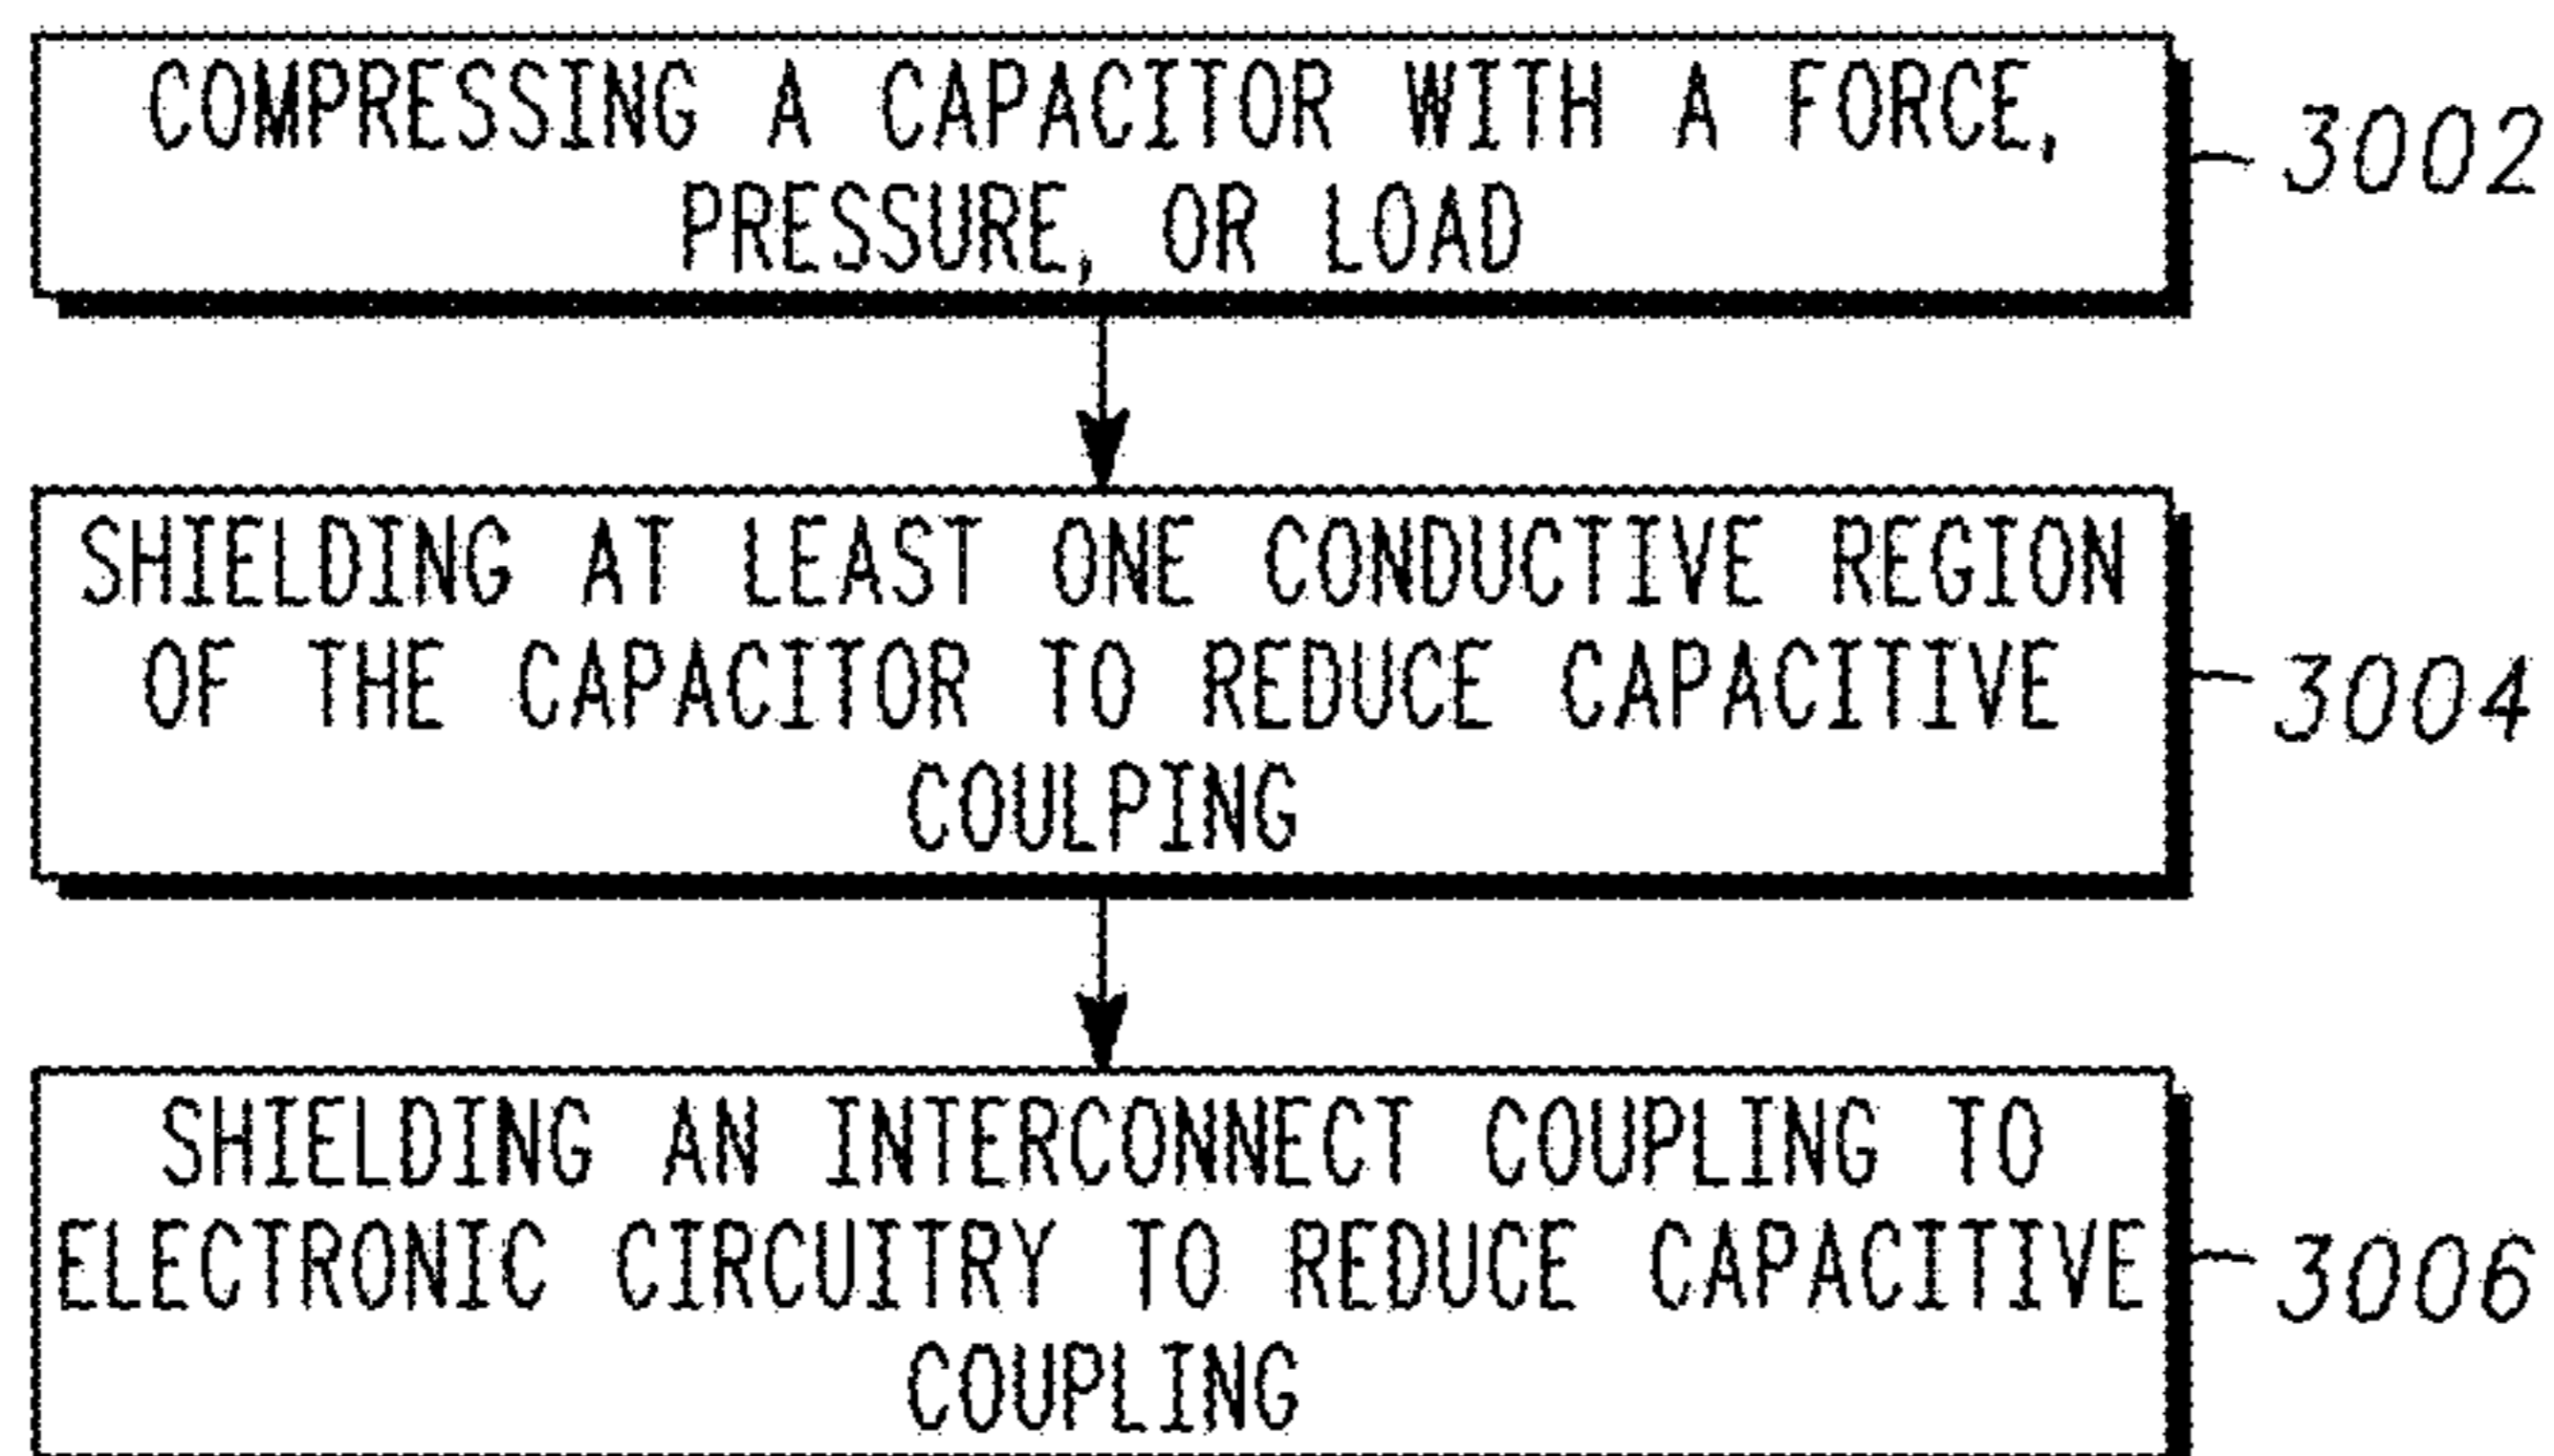 COMPRESSING A CAPACITOR WITH A FORCE,
PRESSURE, OR LOAD
3002
SHIELDING AT LEAST ONE CONDUCTIVE REGION
OF THE CAPACITOR TO REDUCE CAPACITIVE
COULPING
3004
SHIELDING AN INTERCONNECT COUPLING TO
ELECTRONIC CIRCUITRY TO REDUCE CAPACITIVE
COUPLING
3006